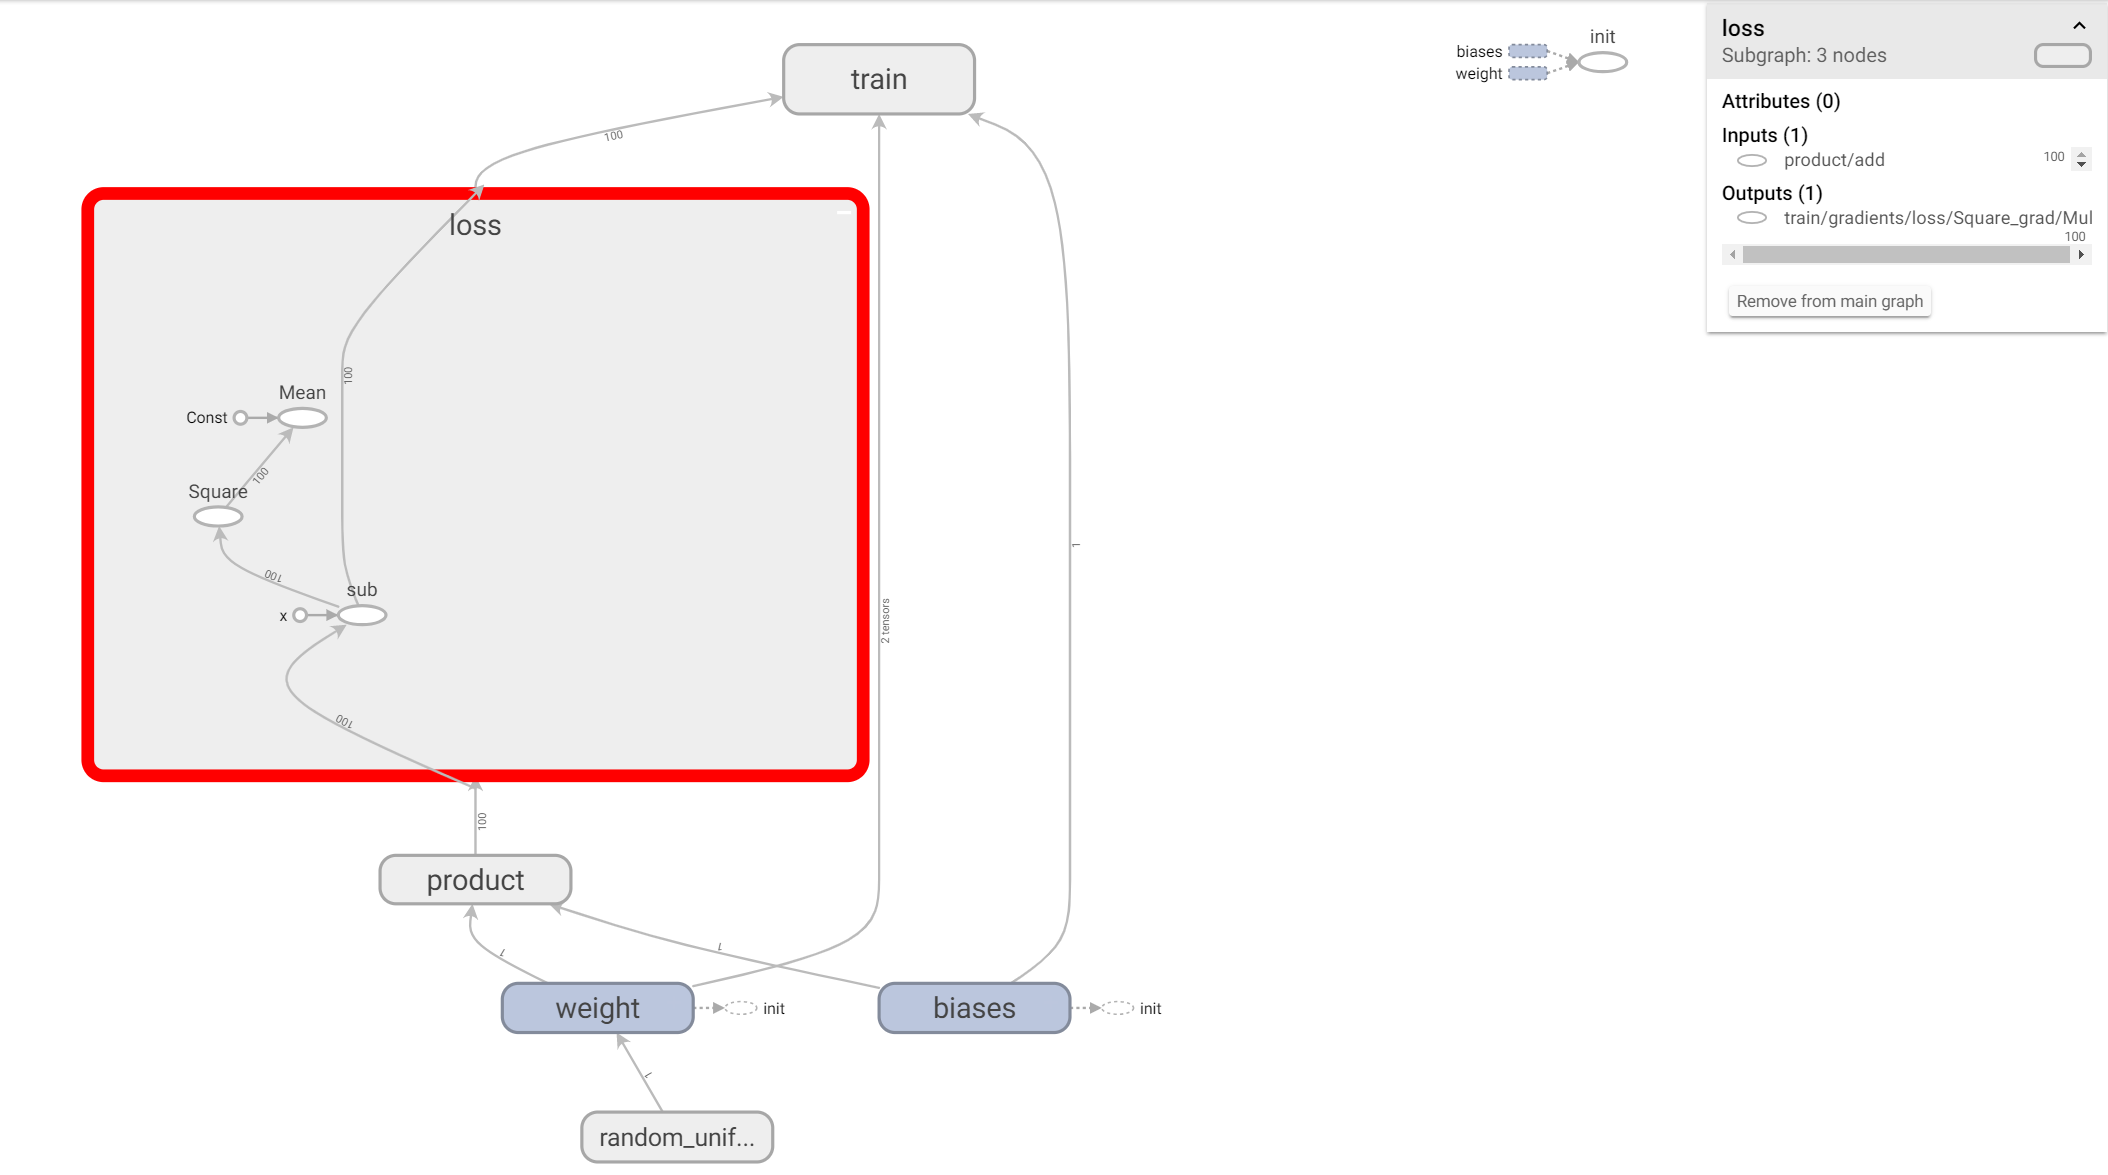 train
biases
weight
init
100
loss
100
Mean
Const
100
Square
100
sub
x
100
2 tensors
1
100
product
1
1
weight
init
biases
init
1
random_unif...
loss
Subgraph: 3 nodes
Attributes (0)
Inputs (1)
product/add 100
Outputs (1)
train/gradients/loss/Square_grad/Mul
100
Remove from main graph